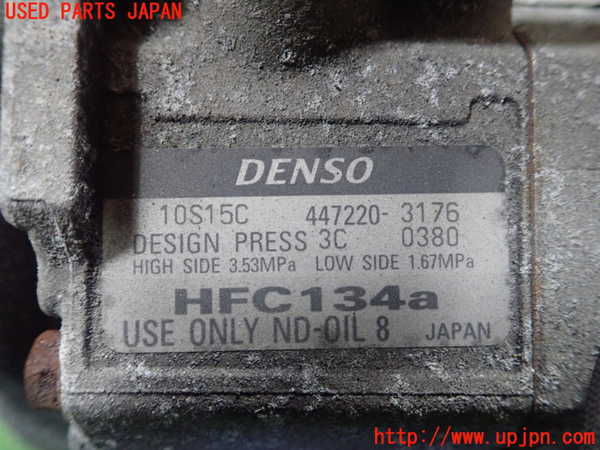 USED PARTS JAPAN
DENSO
10S15C 447220-3176
DESIGN PRESS 3C 0380
HIGH SIDE 3.53MPa LOW SIDE 1.67MPa
HFC134a
USE ONLY ND-OIL 8 JAPAN
http://www.upjpn.com/